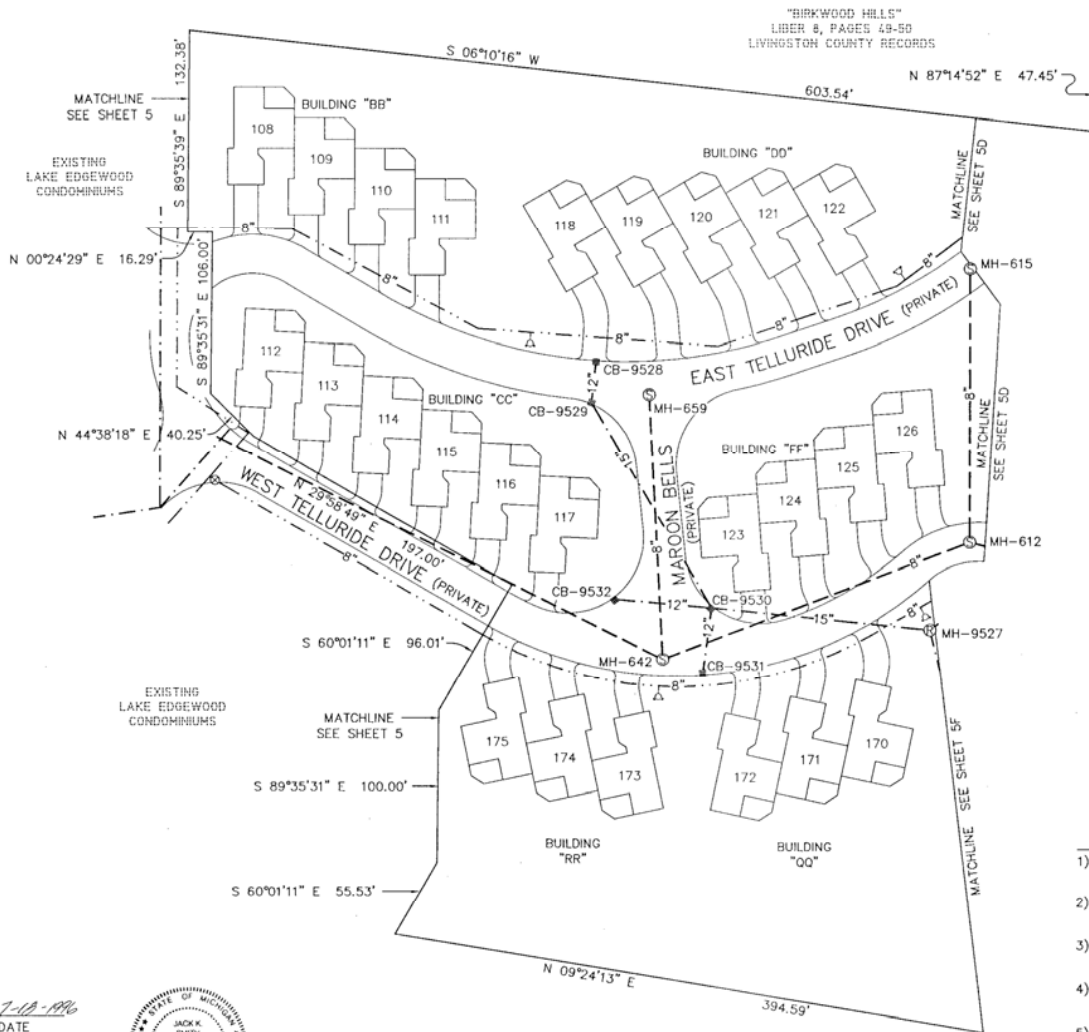 "BIRKWOOD HILLS"
LIBER 8, PAGES 49-50
LIVINGSTON COUNTY RECORDS
S 06°10'16" W
603.54'
N 87°14'52" E 47.45'
S 89°35'39" E 132.38'
MATCHLINE
SEE SHEET 5
EXISTING
LAKE EDGEWOOD
CONDOMINIUMS
BUILDING "BB"
108
109
110
111
8"
8"
BUILDING "DD"
118
119
120
121
122
MATCHLINE
SEE SHEET 5D
8"
8"
8"
MH-615
N 00°24'29" E 16.29'
S 89°35'31" E 106.00'
EAST TELLURIDE DRIVE (PRIVATE)
CB-9528
12"
CB-9529
MH-659
15"
112
113
114
115
116
117
BUILDING "CC"
N 44°38'18" E 40.25'
N 29°58'49" E
197.00'
WEST TELLURIDE DRIVE (PRIVATE)
8"
MAROON BELLS
(PRIVATE)
8"
BUILDING "FF"
123
124
125
126
8"
MATCHLINE
SEE SHEET 5D
MH-612
8"
CB-9532
12"
CB-9530
12"
15"
8"
MH-9527
MH-642
CB-9531
8"
S 60°01'11" E 96.01'
EXISTING
LAKE EDGEWOOD
CONDOMINIUMS
MATCHLINE
SEE SHEET 5
S 89°35'31" E 100.00'
S 60°01'11" E 55.53'
175
174
173
172
171
170
BUILDING
"RR"
BUILDING
"QQ"
MATCHLINE SEE SHEET 5F
N 09°24'13" E
394.59'
1)
2)
3)
4)
DATE
STATE OF MICHIGAN
JACK K.